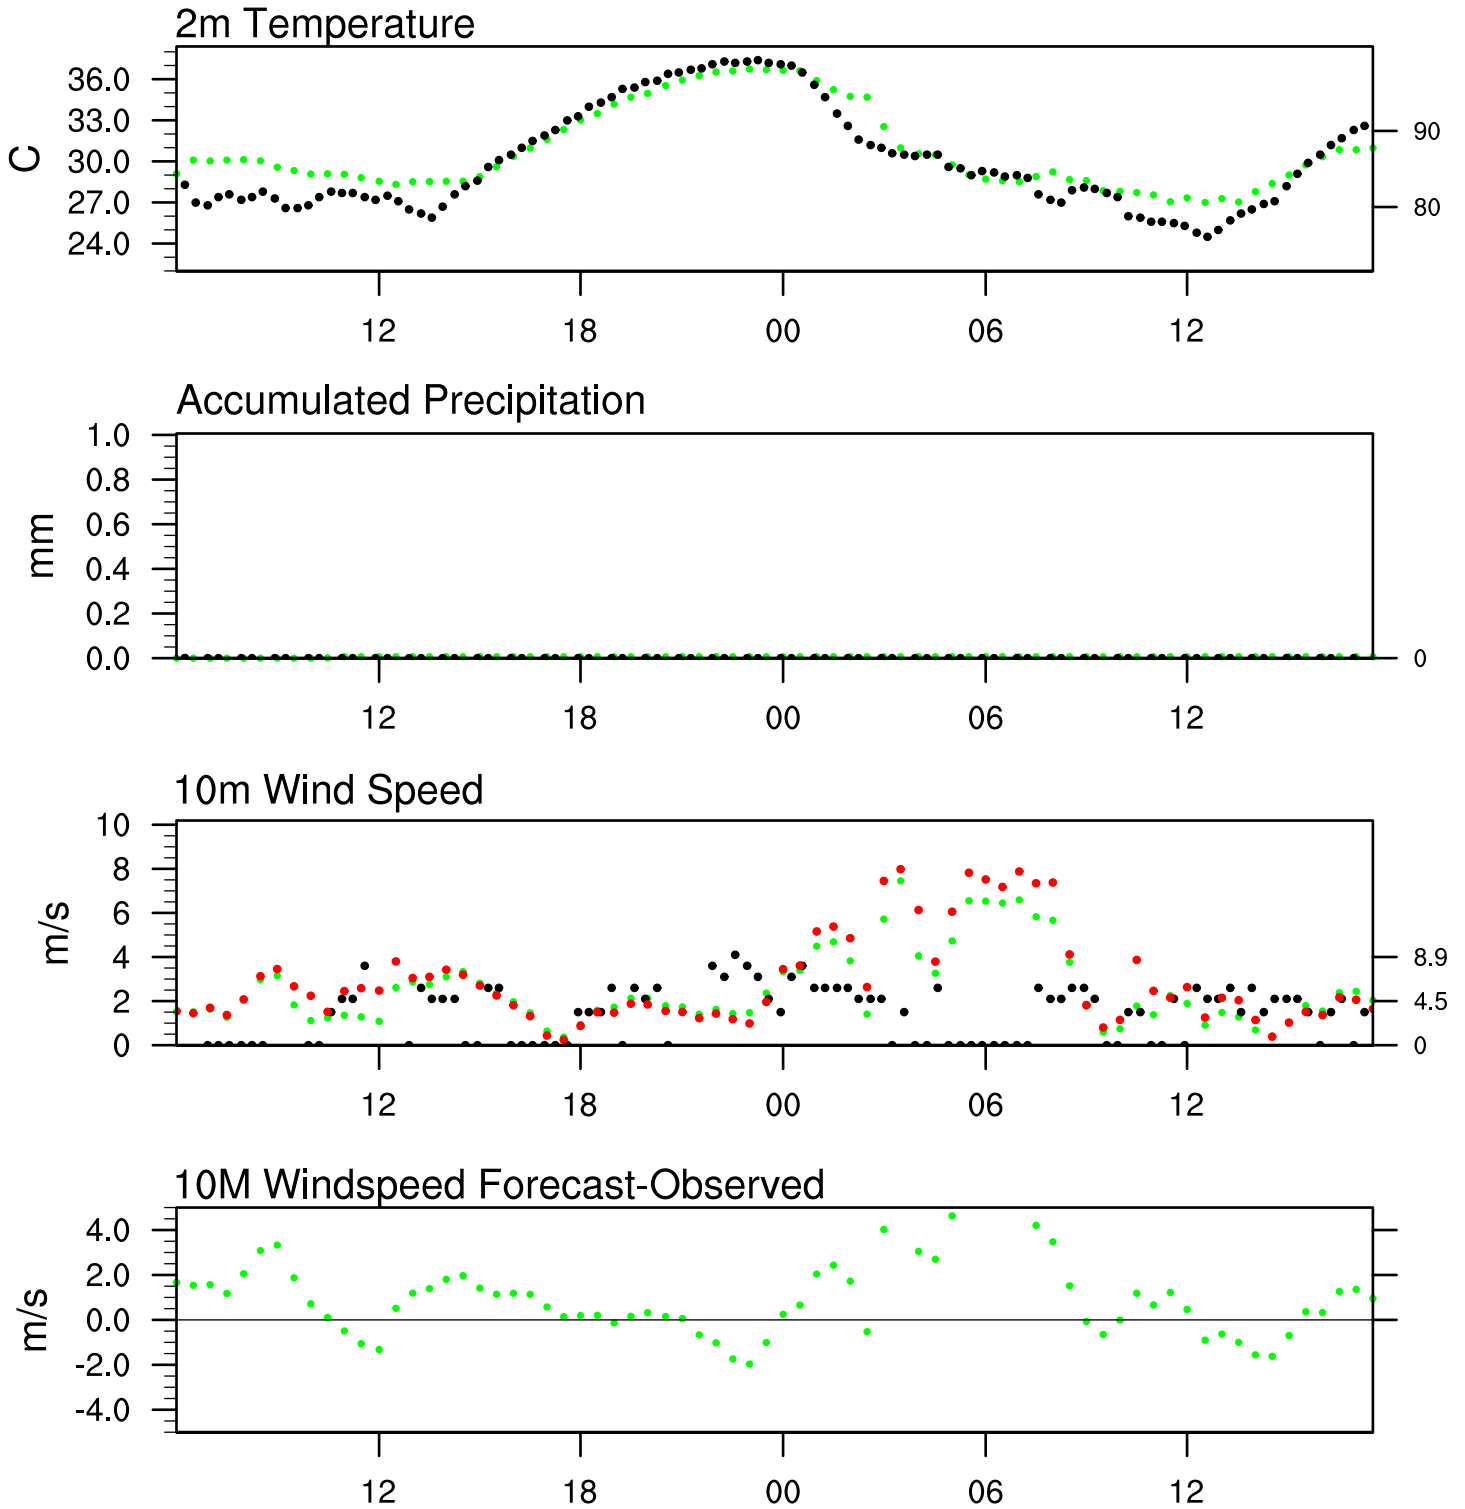 2m Temperature
36.0
33.0
90
30.0
C
27.0
80
24.0
12 18 00 06 12
Accumulated Precipitation
1.0
0.8
0.6
mm
0.4
0.2
0.0
0
12 18 00 06 12
10m Wind Speed
10
8
6
m/s
4
8.9
2
4.5
0
0
12 18 00 06 12
10M Windspeed Forecast-Observed
4.0
2.0
m/s
0.0
-2.0
-4.0
12 18 00 06 12